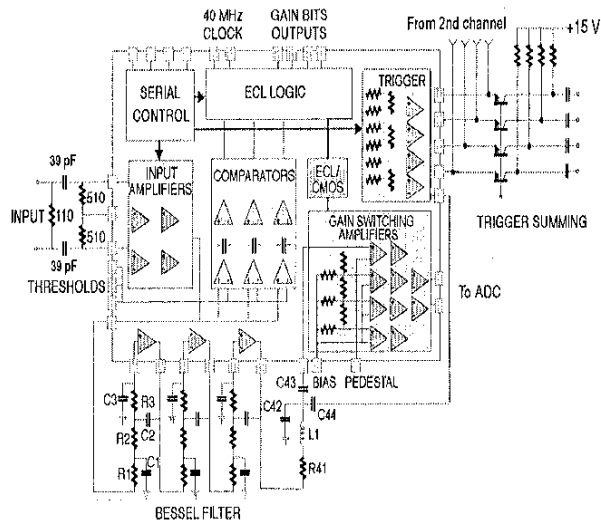 40 MHz
CLOCK
GAIN BITS
OUTPUTS
From 2nd channel
+15 V
SERIAL
CONTROL
ECL LOGIC
TRIGGER
39 pF
INPUT
AMPLIFIERS
COMPARATORS
ECL/
CMOS
510
INPUT
110
510
39 pF
THRESHOLDS
GAIN SWITCHING
AMPLIFIERS
TRIGGER SUMMING
To ADC
C43
BIAS
PEDESTAL
C3
R3
C42
C44
R2
C2
L1
R1
C1
R41
BESSEL FILTER